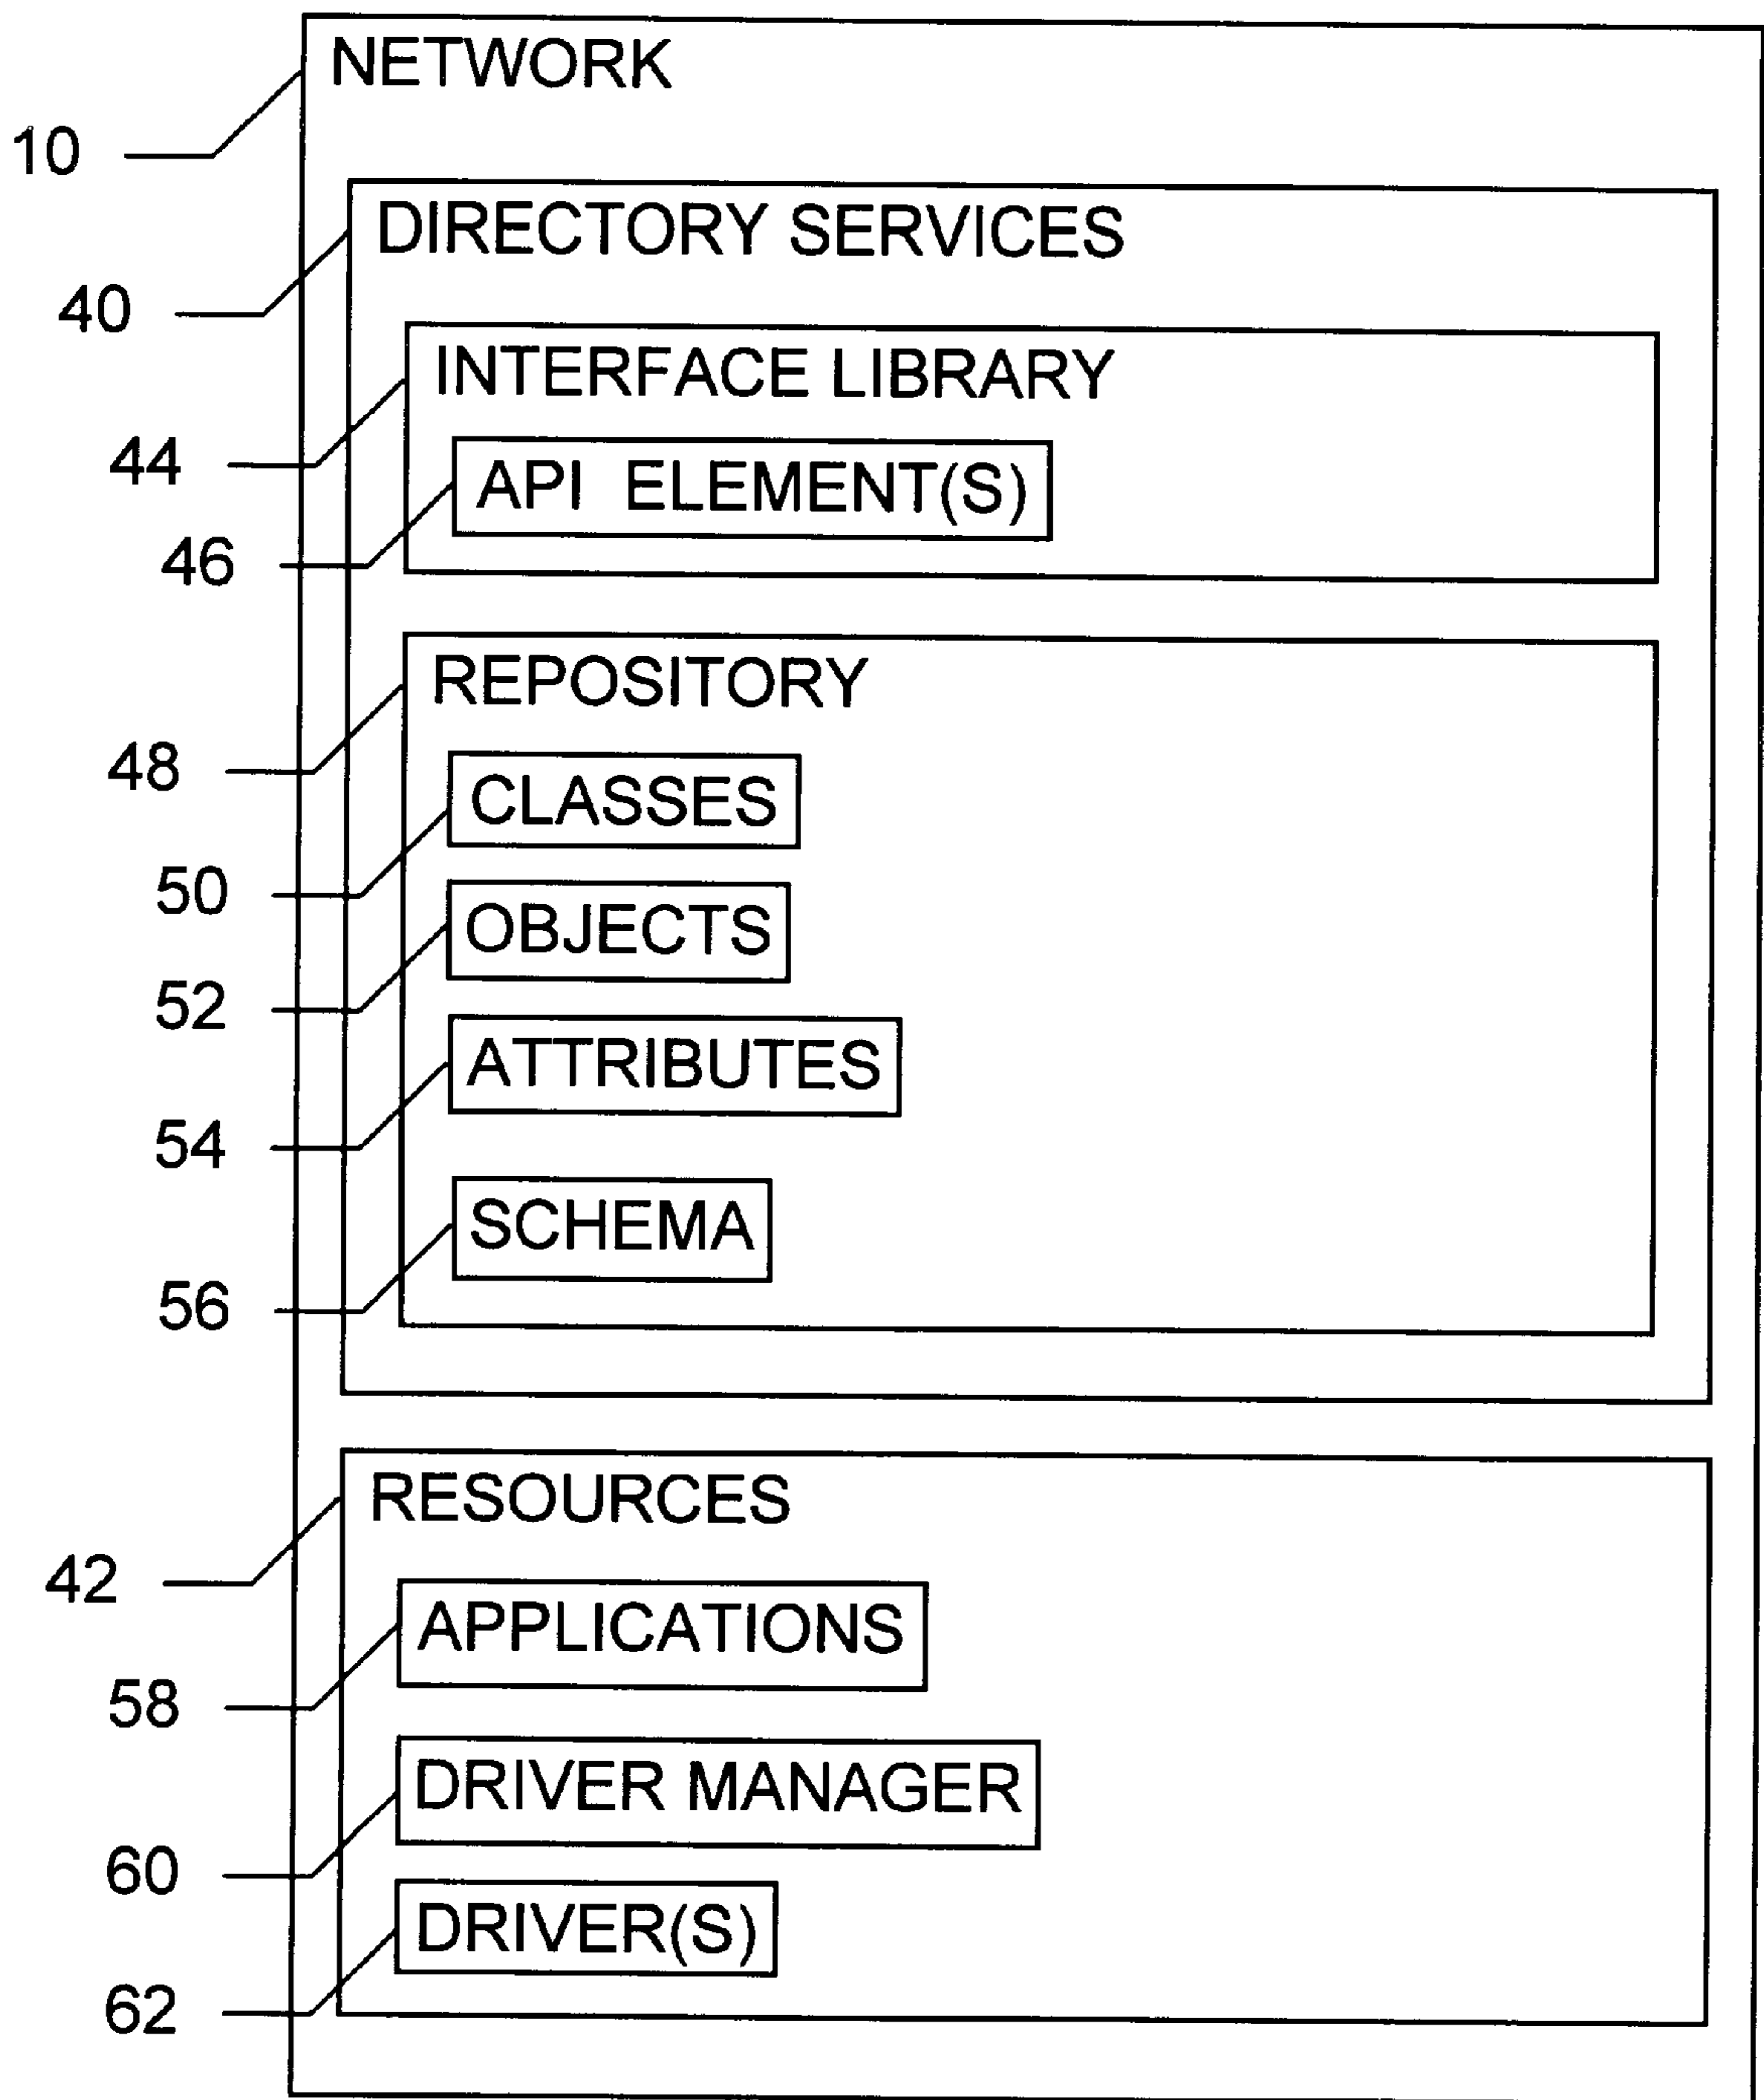 NETWORK
10
DIRECTORY SERVICES
40
INTERFACE LIBRARY
44
API ELEMENT(S)
46
REPOSITORY
48
CLASSES
50
OBJECTS
52
ATTRIBUTES
54
SCHEMA
56
RESOURCES
42
APPLICATIONS
58
DRIVER MANAGER
60
DRIVER(S)
62